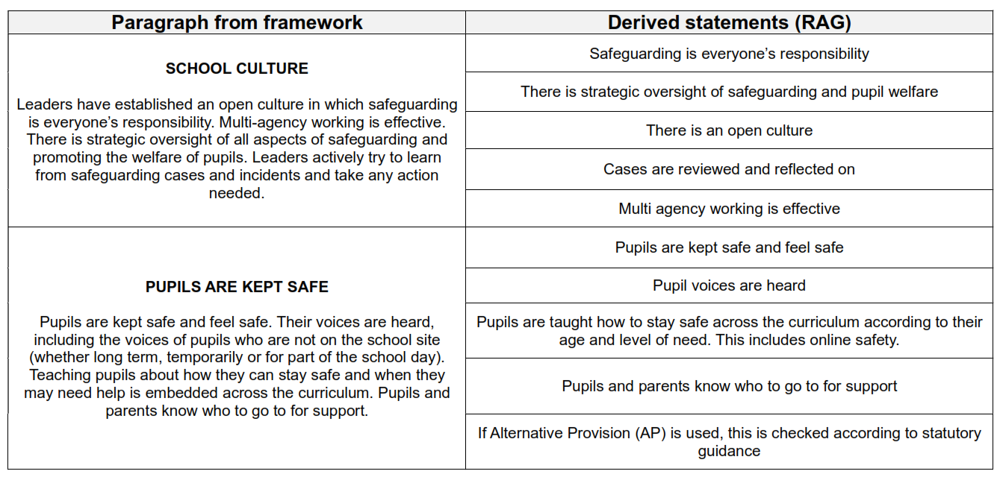 Paragraph from framework
Derived statements (RAG)
SCHOOL CULTURE
Leaders have established an open culture in which safeguarding
is everyone’s responsibility. Multi-agency working is effective.
There is strategic oversight of all aspects of safeguarding and
promoting the welfare of pupils. Leaders actively try to learn
from safeguarding cases and incidents and take any action
needed.
Safeguarding is everyone’s responsibility
There is strategic oversight of safeguarding and pupil welfare
There is an open culture
Cases are reviewed and reflected on
Multi agency working is effective
PUPILS ARE KEPT SAFE
Pupils are kept safe and feel safe. Their voices are heard,
including the voices of pupils who are not on the school site
(whether long term, temporarily or for part of the school day).
Teaching pupils about how they can stay safe and when they
may need help is embedded across the curriculum. Pupils and
parents know who to go to for support.
Pupils are kept safe and feel safe
Pupil voices are heard
Pupils are taught how to stay safe across the curriculum according to their
age and level of need. This includes online safety.
Pupils and parents know who to go to for support
If Alternative Provision (AP) is used, this is checked according to statutory
guidance